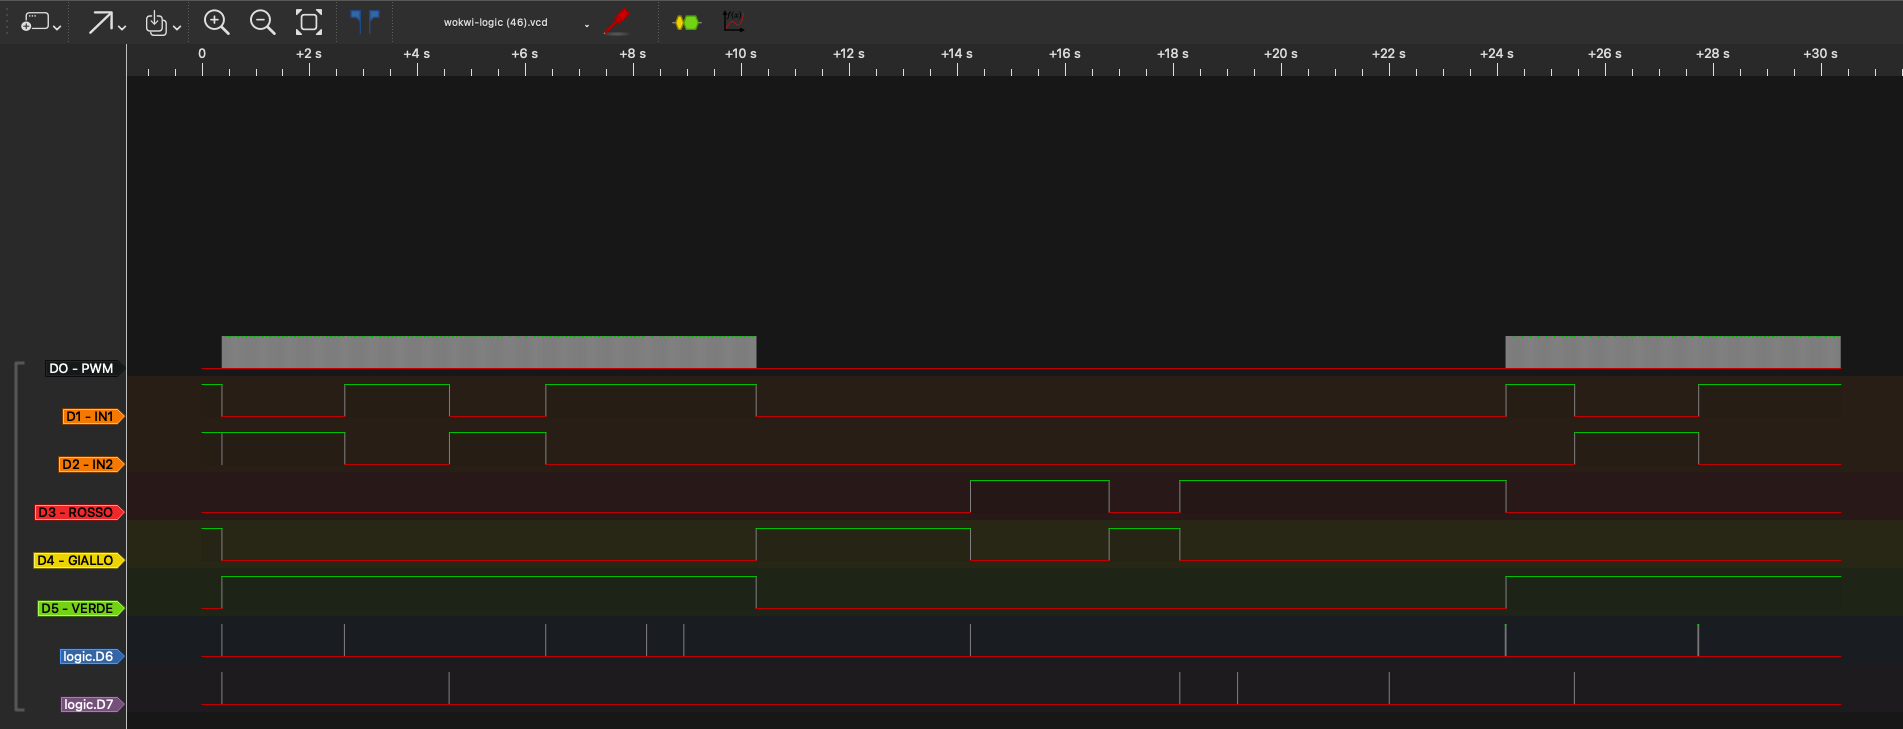 wokwi-logic (46).vcd
f(x)
0 +2 s +4 s +6 s +8 s +10 s +12 s +14 s +16 s +18 s +20 s +22 s +24 s +26 s +28 s +30 s
DO - PWM
D1 - IN1
D2 - IN2
D3 - ROSSO
D4 - GIALLO
D5 - VERDE
logic.D6
logic.D7